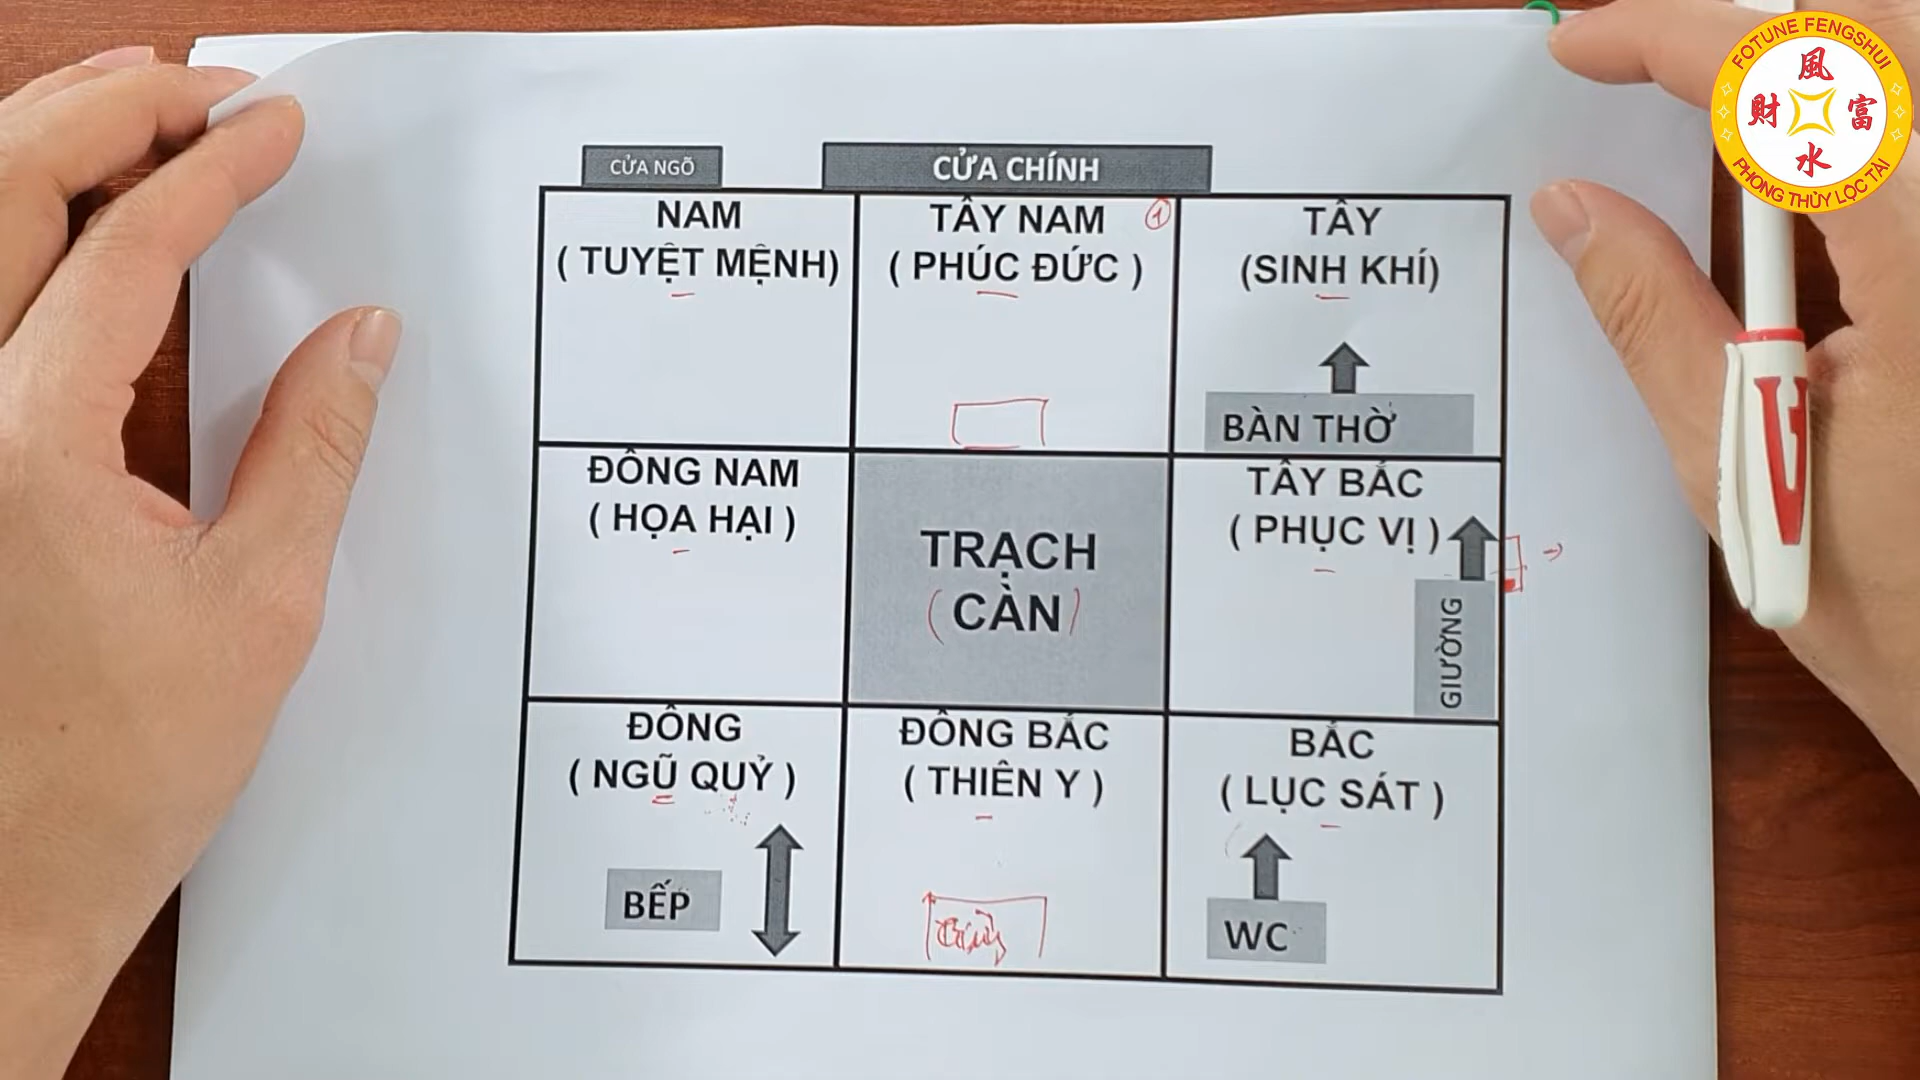 FOTUNE FENGSHUI
風
財 富
水
PHONG THỦY LỘC TÀI
CỬA NGÕ
CỬA CHÍNH
NAM
( TUYỆT MỆNH)
TÂY NAM
1
( PHÚC ĐỨC )
TÂY
(SINH KHÍ)
BÀN THỜ
ĐÔNG NAM
( HỌA HẠI )
TRẠCH
( CÀN )
TÂY BẮC
( PHỤC VỊ )
GIƯỜNG
ĐÔNG
( NGŨ QUỶ )
BẾP
ĐÔNG BẮC
( THIÊN Y )
BẮC
( LỤC SÁT )
WC